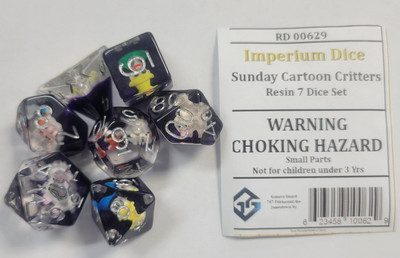 RD 00629
Imperium Dice
Sunday Cartoon Critters
Resin 7 Dice Set
WARNING
CHOKING HAZARD
Small Parts
Not for children under 3 Yrs